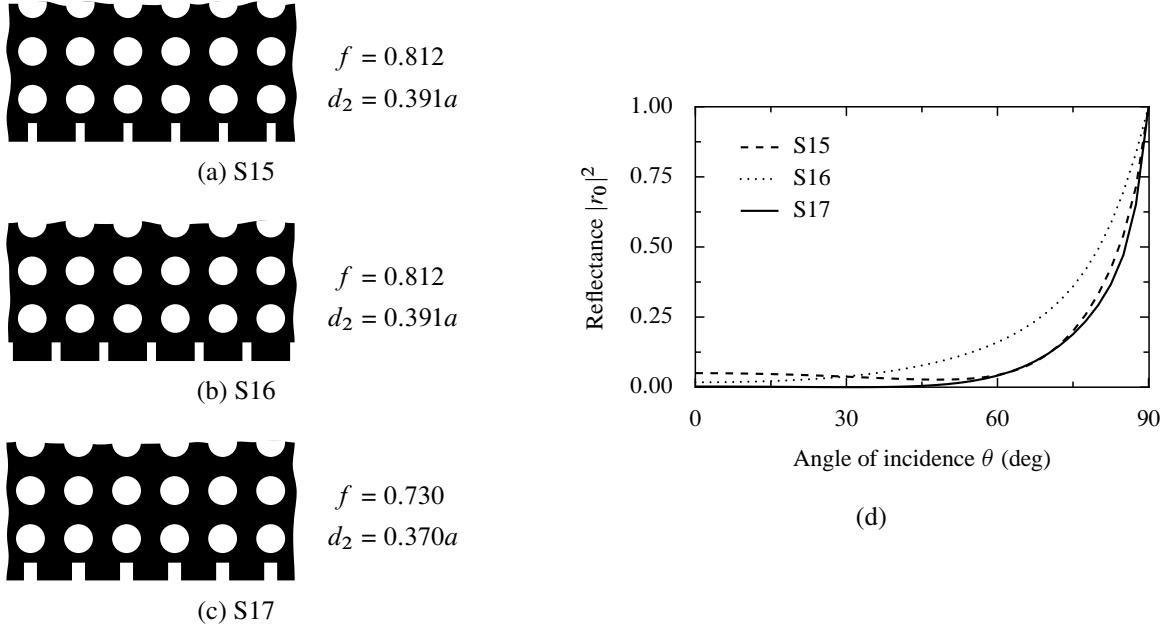 f = 0.812
d₂ = 0.391a
(a) S15
f = 0.812
d₂ = 0.391a
(b) S16
f = 0.730
d₂ = 0.370a
(c) S17
1.00
0.75
0.50
0.25
0.00
Reflectance |r₀|²
S15
S16
S17
0 30 60 90
Angle of incidence θ (deg)
(d)